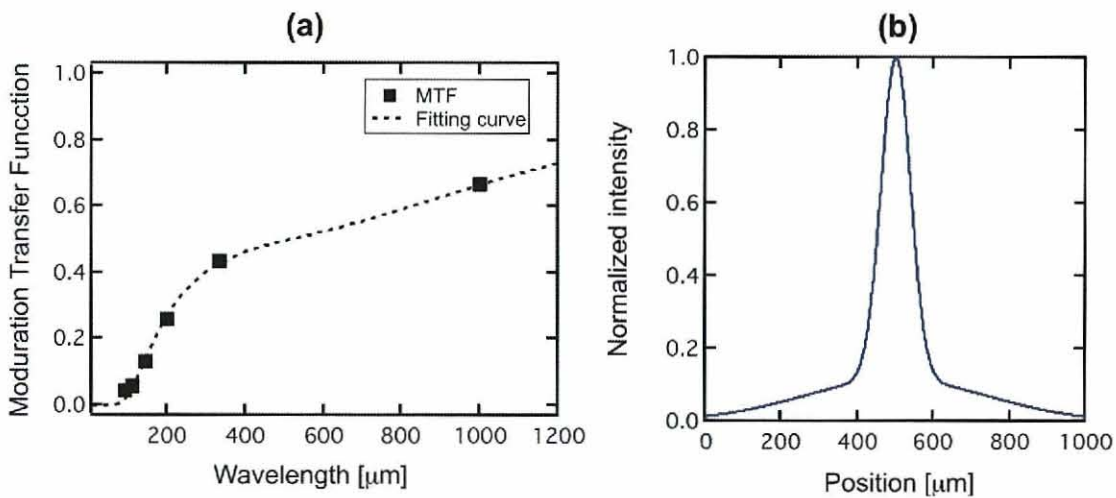 (a)
1.0
0.8
0.6
0.4
0.2
0.0
Moduration Transfer Funcction
MTF
Fitting curve
200 400 600 800 1000 1200
Wavelength [μm]
(b)
1.0
0.8
0.6
0.4
0.2
0.0
Normalized intensity
0 200 400 600 800 1000
Position [μm]